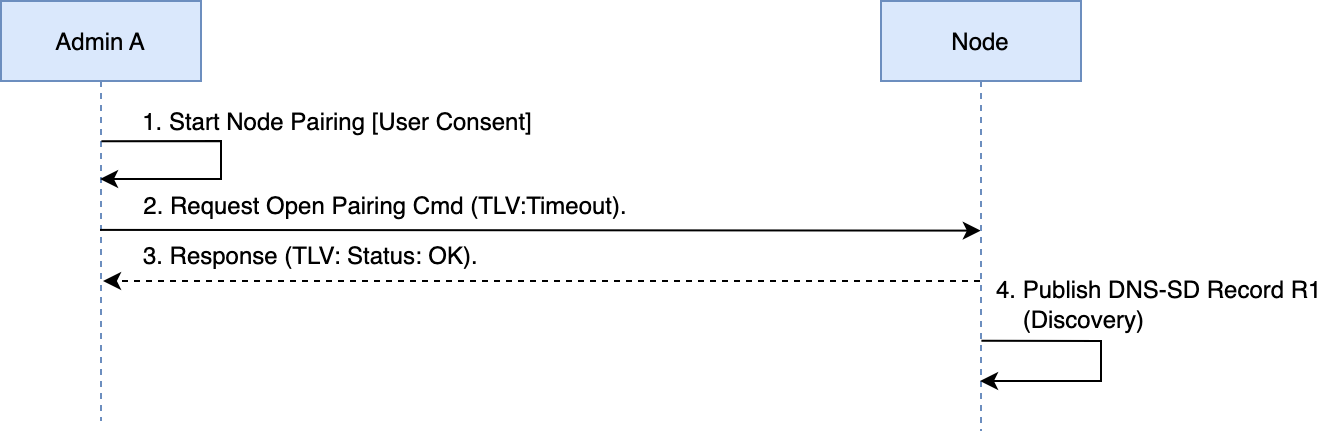 Admin A
Node
1. Start Node Pairing [User Consent]
2. Request Open Pairing Cmd (TLV:Timeout).
3. Response (TLV: Status: OK).
4. Publish DNS-SD Record R1
(Discovery)